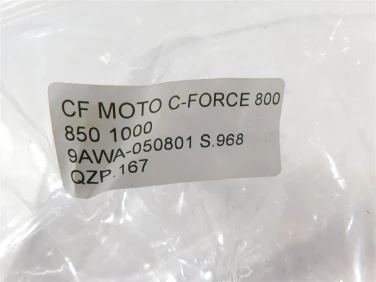 CF MOTO C-FORCE 800
850 1000
9AWA-050801 S.968
QZP.167